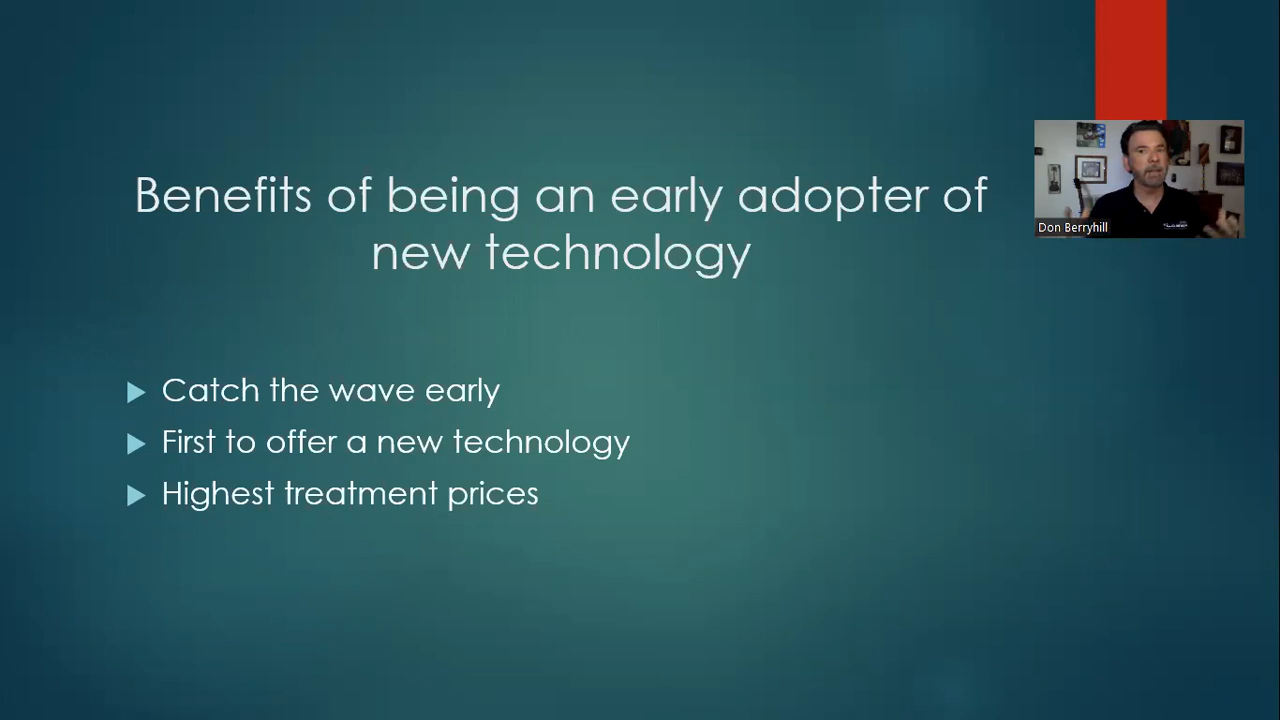 Benefits of being an early adopter of
new technology
Don Berryhill
Catch the wave early
First to offer a new technology
Highest treatment prices